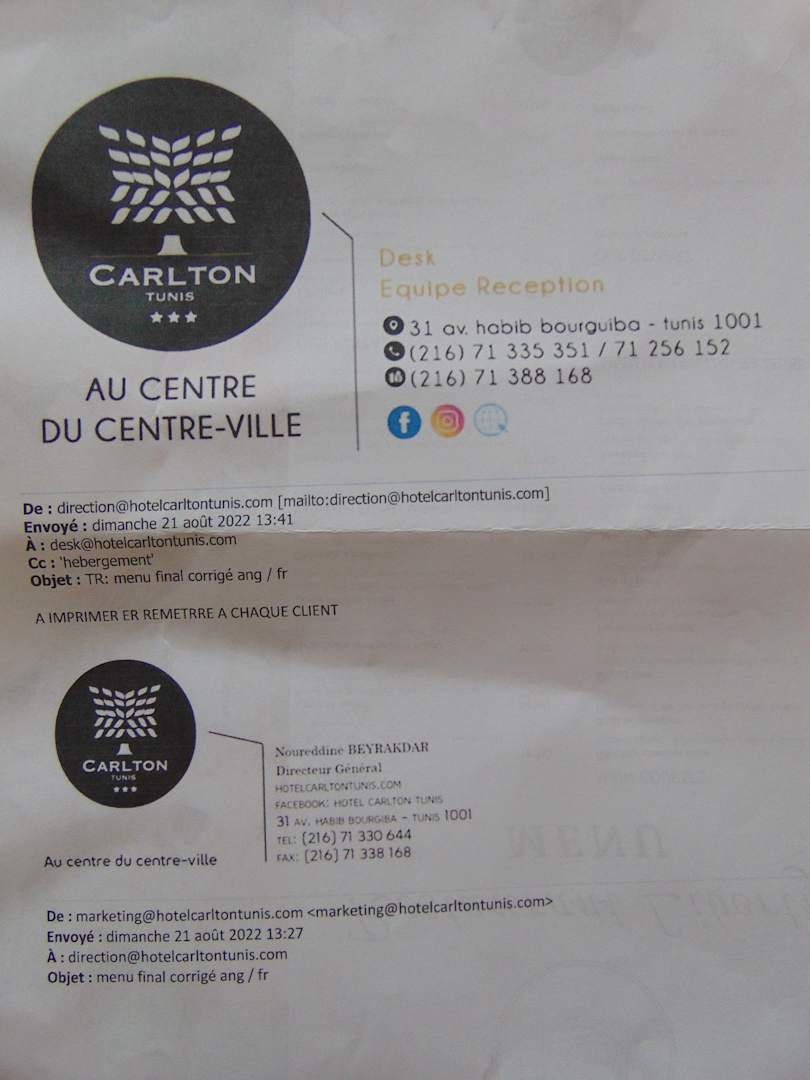 CARLTON
TUNIS
AU CENTRE
DU CENTRE-VILLE
Desk
Equipe Reception
31 av. habib bourguiba - tunis 1001
(216) 71 335 351 / 71 256 152
(216) 71 388 168
De : direction@hotelcarltontunis.com [mailto:direction@hotelcarltontunis.com]
Envoyé : dimanche 21 août 2022 13:41
À : desk@hotelcarltontunis.com
Cc : 'hebergement'
Objet : TR: menu final corrigé ang / fr
A IMPRIMER ER REMETRRE A CHAQUE CLIENT
CARLTON
TUNIS
Au centre du centre-ville
Noureddine BEYRAKDAR
Directeur Général
HOTELCARLTONTUNIS.COM
FACEBOOK: HOTEL CARLTON TUNIS
31 AV. HABIB BOURGIBA - TUNIS 1001
TEL: (216) 71 330 644
FAX: (216) 71 338 168
De : marketing@hotelcarltontunis.com <marketing@hotelcarltontunis.com>
Envoyé : dimanche 21 août 2022 13:27
À : direction@hotelcarltontunis.com
Objet : menu final corrigé ang / fr